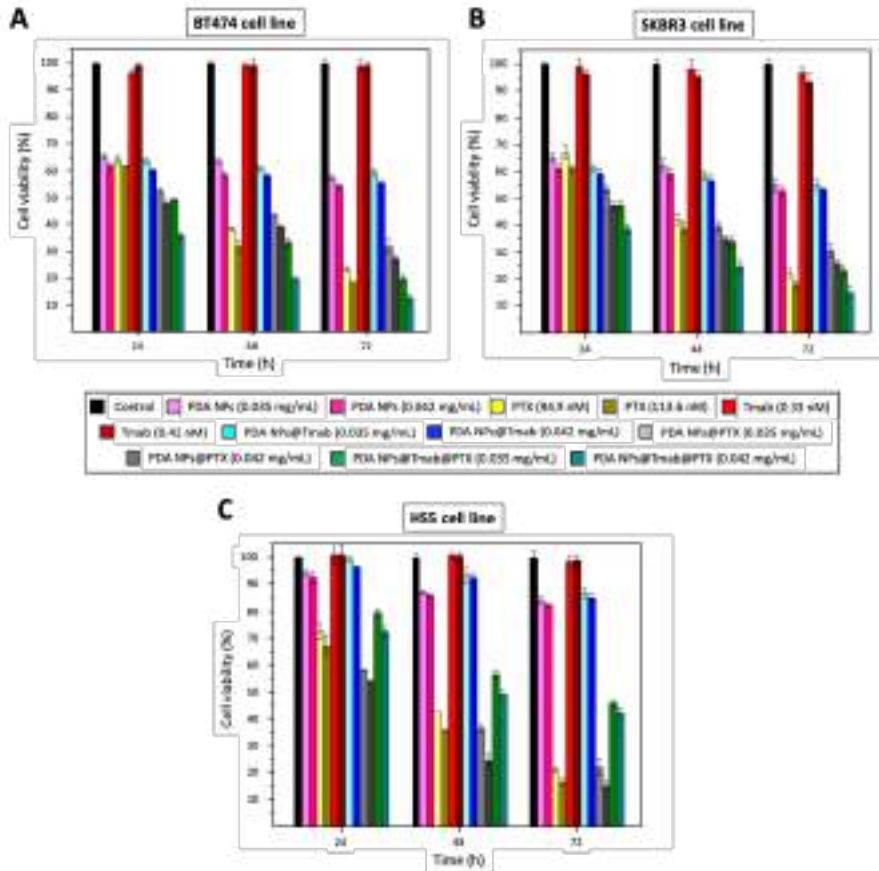 A
BT474 cell line
Cell viability (%)
100
90
80
70
60
50
40
30
20
10
24
48
72
Time (h)
B
SKBR3 cell line
Cell viability (%)
100
90
80
70
60
50
40
30
20
10
24
48
72
Time (h)
Control PDA NPs (0.035 mg/mL) PDA NPs (0.042 mg/mL) PTX (94.9 nM) PTX (113.6 nM) Tmab (0.33 nM)
Tmab (0.41 nM) PDA NPs@Tmab (0.035 mg/mL) PDA NPs@Tmab (0.042 mg/mL) PDA NPs@PTX (0.035 mg/mL)
PDA NPs@PTX (0.042 mg/mL) PDA NPs@Tmab@PTX (0.035 mg/mL) PDA NPs@Tmab@PTX (0.042 mg/mL)
C
HS5 cell line
Cell viability (%)
100
90
80
70
60
50
40
30
20
10
24
48
72
Time (h)